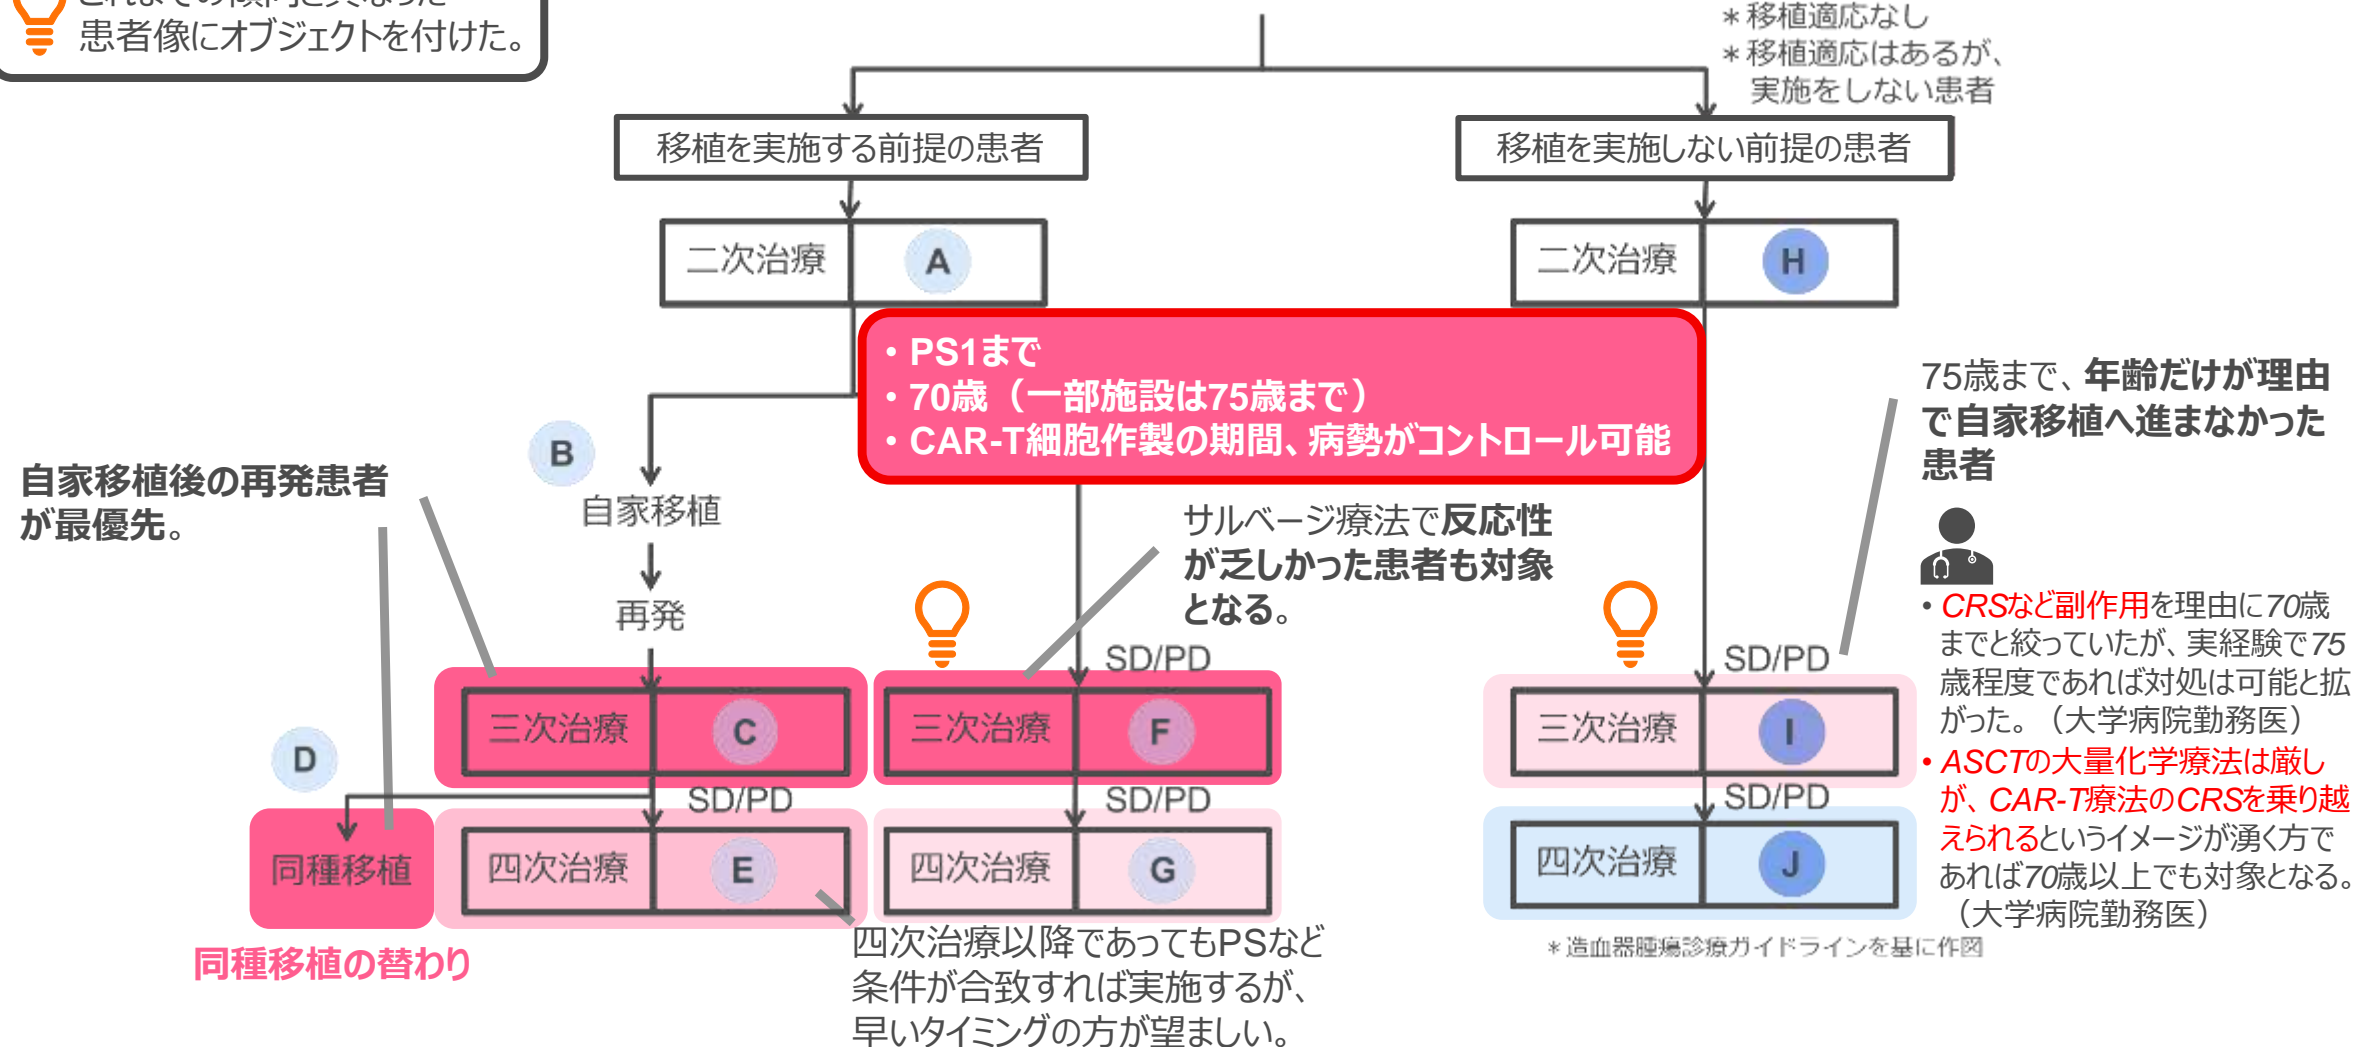 患者像にオブジェクトを付けた。
＊移植適応なし
＊移植適応はあるが、
実施をしない患者
移植を実施する前提の患者
移植を実施しない前提の患者
二次治療
A
二次治療
H
・PS1まで
・70歳（一部施設は75歳まで）
・CAR-T細胞作製の期間、病勢がコントロール可能
75歳まで、年齢だけが理由
で自家移植へ進まなかった
患者
B
自家移植後の再発患者
が最優先。
自家移植
サルベージ療法で反応性
が乏しかった患者も対象
となる。
再発
SD/PD
SD/PD
・CRSなど副作用を理由に70歳
までと絞っていたが、実経験で75
歳程度であれば対処は可能と拡
がった。（大学病院勤務医）
・ASCTの大量化学療法は厳し
が、CAR-T療法のCRSを乗り越
えられるというイメージが湧く方で
あれば70歳以上でも対象となる。
（大学病院勤務医）
三次治療
C
三次治療
F
三次治療
I
D
SD/PD
SD/PD
SD/PD
同種移植
四次治療
E
四次治療
G
四次治療
J
同種移植の替わり
四次治療以降であってもPSなど
条件が合致すれば実施するが、
早いタイミングの方が望ましい。
＊造血器腫瘍診療ガイドラインを基に作図